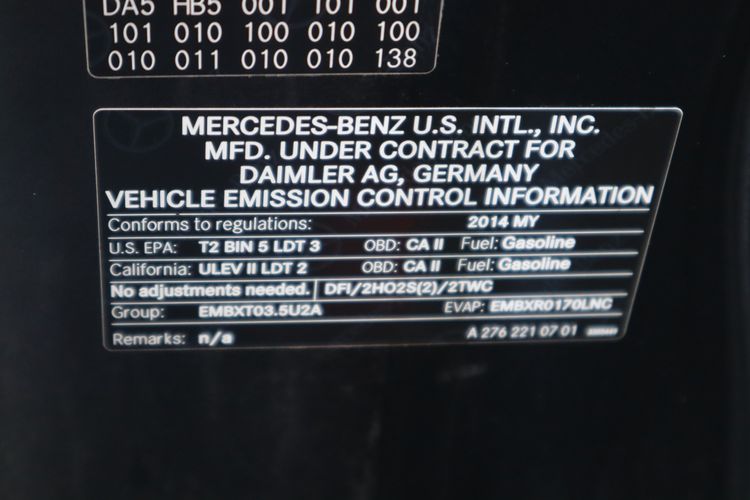 DA5 HB5 001 101 001
101 010 100 010 100
010 011 010 010 138
MERCEDES-BENZ U.S. INTL., INC.
MFD. UNDER CONTRACT FOR
DAIMLER AG, GERMANY
VEHICLE EMISSION CONTROL INFORMATION
Conforms to regulations: 2014 MY
U.S. EPA: T2 BIN 5 LDT 3 OBD: CA II Fuel: Gasoline
California: ULEV II LDT 2 OBD: CA II Fuel: Gasoline
No adjustments needed. DFI/2HO2S(2)/2TWC
Group: EMBXT03.5U2A EVAP: EMBXR0170LNC
Remarks: n/a A 276 221 07 01